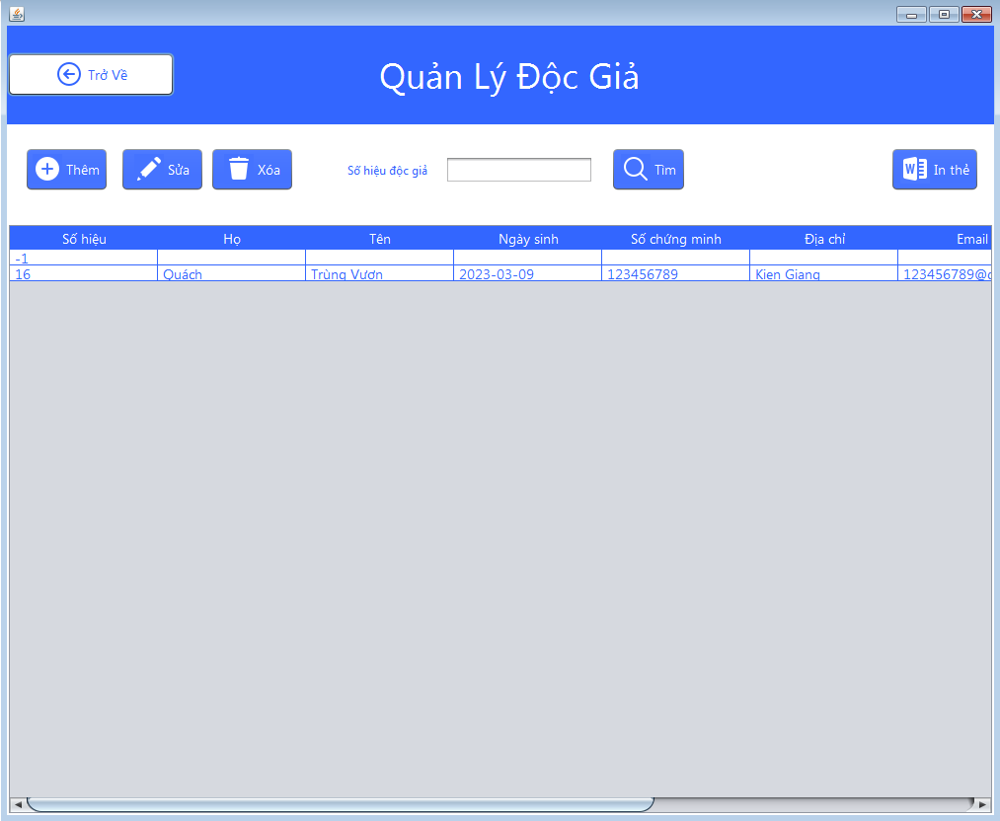 Trở Về
Quản Lý Độc Giả
Thêm Sửa Xóa Số hiệu độc giả Tìm W In thẻ
Số hiệu Họ Tên Ngày sinh Số chứng minh Địa chỉ Email
-1
16 Quách Trùng Vươn 2023-03-09 123456789 Kien Giang 123456789@